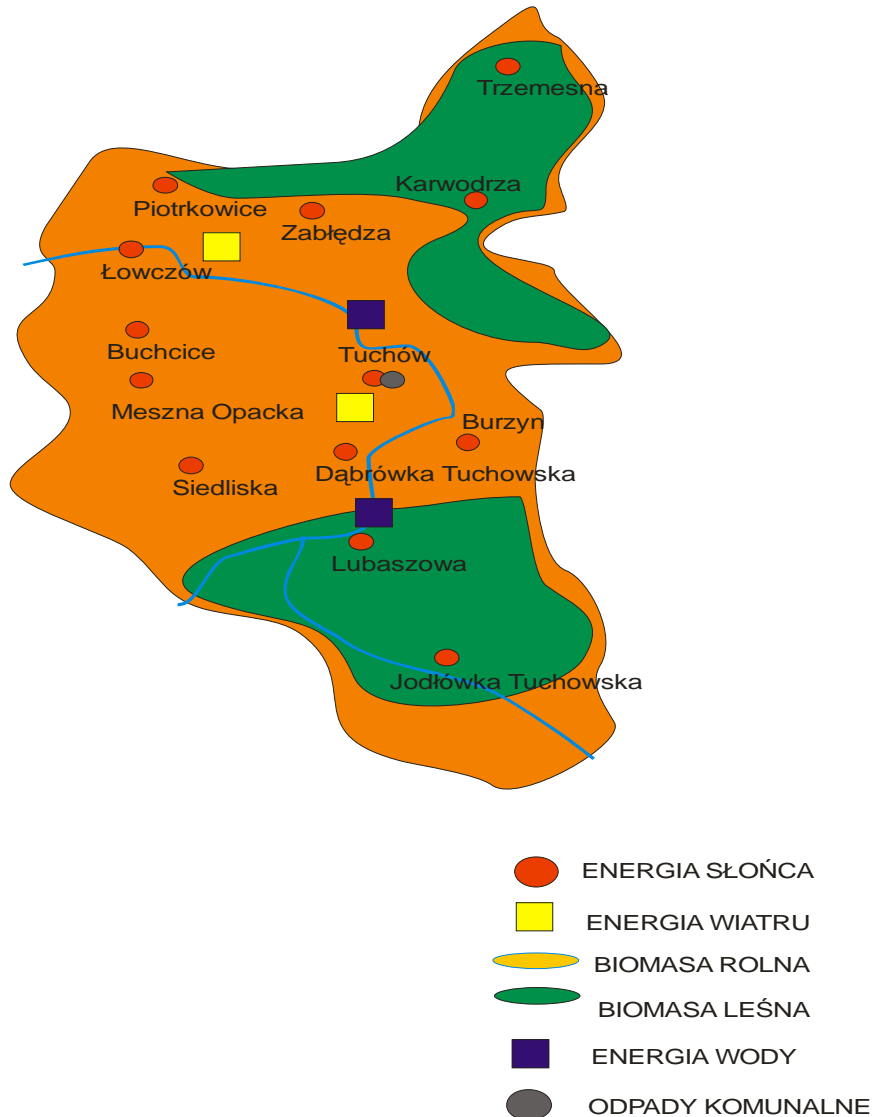 Trzemesna
Karwodrza
Piotrkowice
Zabłędza
Łowczów
Buchcice
Tuchów
Meszna Opacka
Burzyn
Siedliska
Dąbrówka Tuchowska
Lubaszowa
Jodłówka Tuchowska
ENERGIA SŁOŃCA
ENERGIA WIATRU
BIOMASA ROLNA
BIOMASA LEŚNA
ENERGIA WODY
ODPADY KOMUNALNE